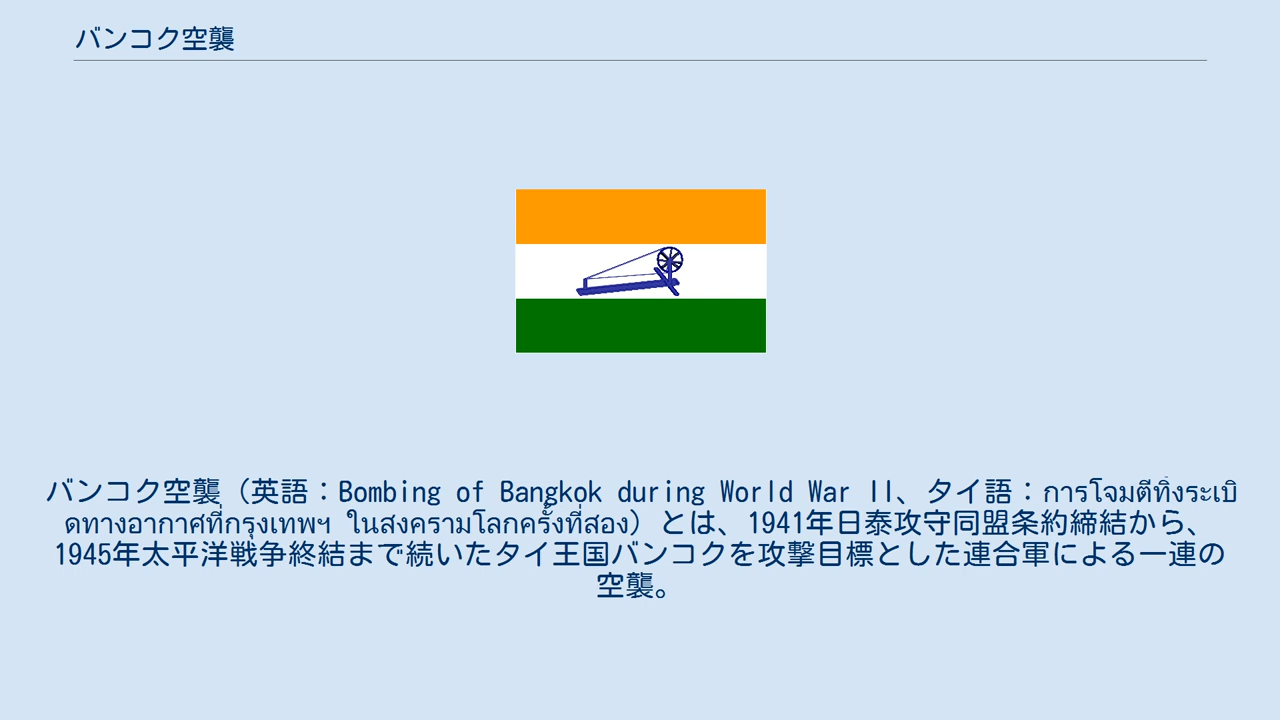 バンコク空襲
バンコク空襲（英語：Bombing of Bangkok during World War II、タイ語：การโจมตีทิ้งระเบิ
ดทางอากาศที่กรุงเทพฯ ในสงครามโลกครั้งที่สอง）とは、1941年日泰攻守同盟条約締結から、
1945年太平洋戦争終結まで続いたタイ王国バンコクを攻撃目標とした連合軍による一連の
空襲。